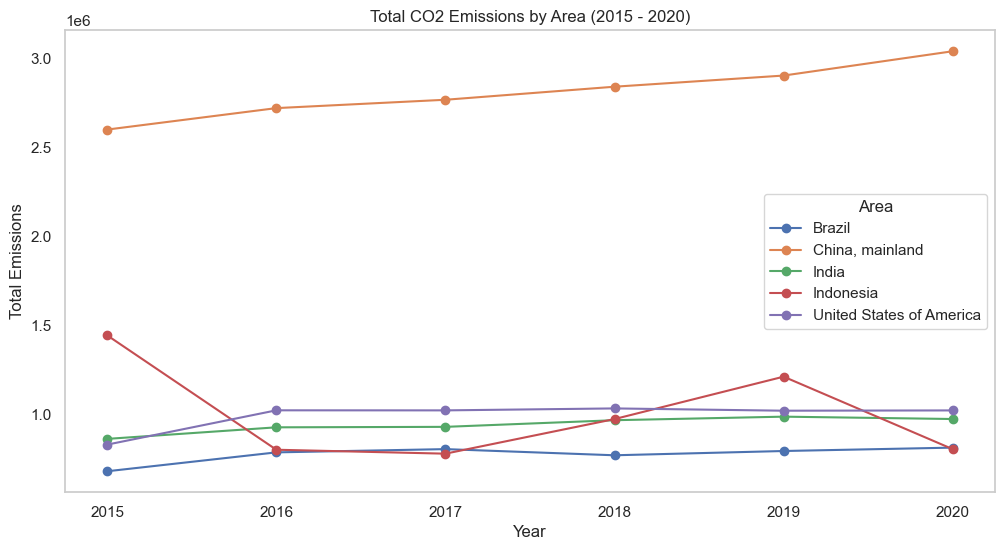 Total CO2 Emissions by Area (2015 - 2020)
1e6
3.0
2.5
2.0
1.5
1.0
Total Emissions
Area
Brazil
China, mainland
India
Indonesia
United States of America
2015 2016 2017 2018 2019 2020
Year